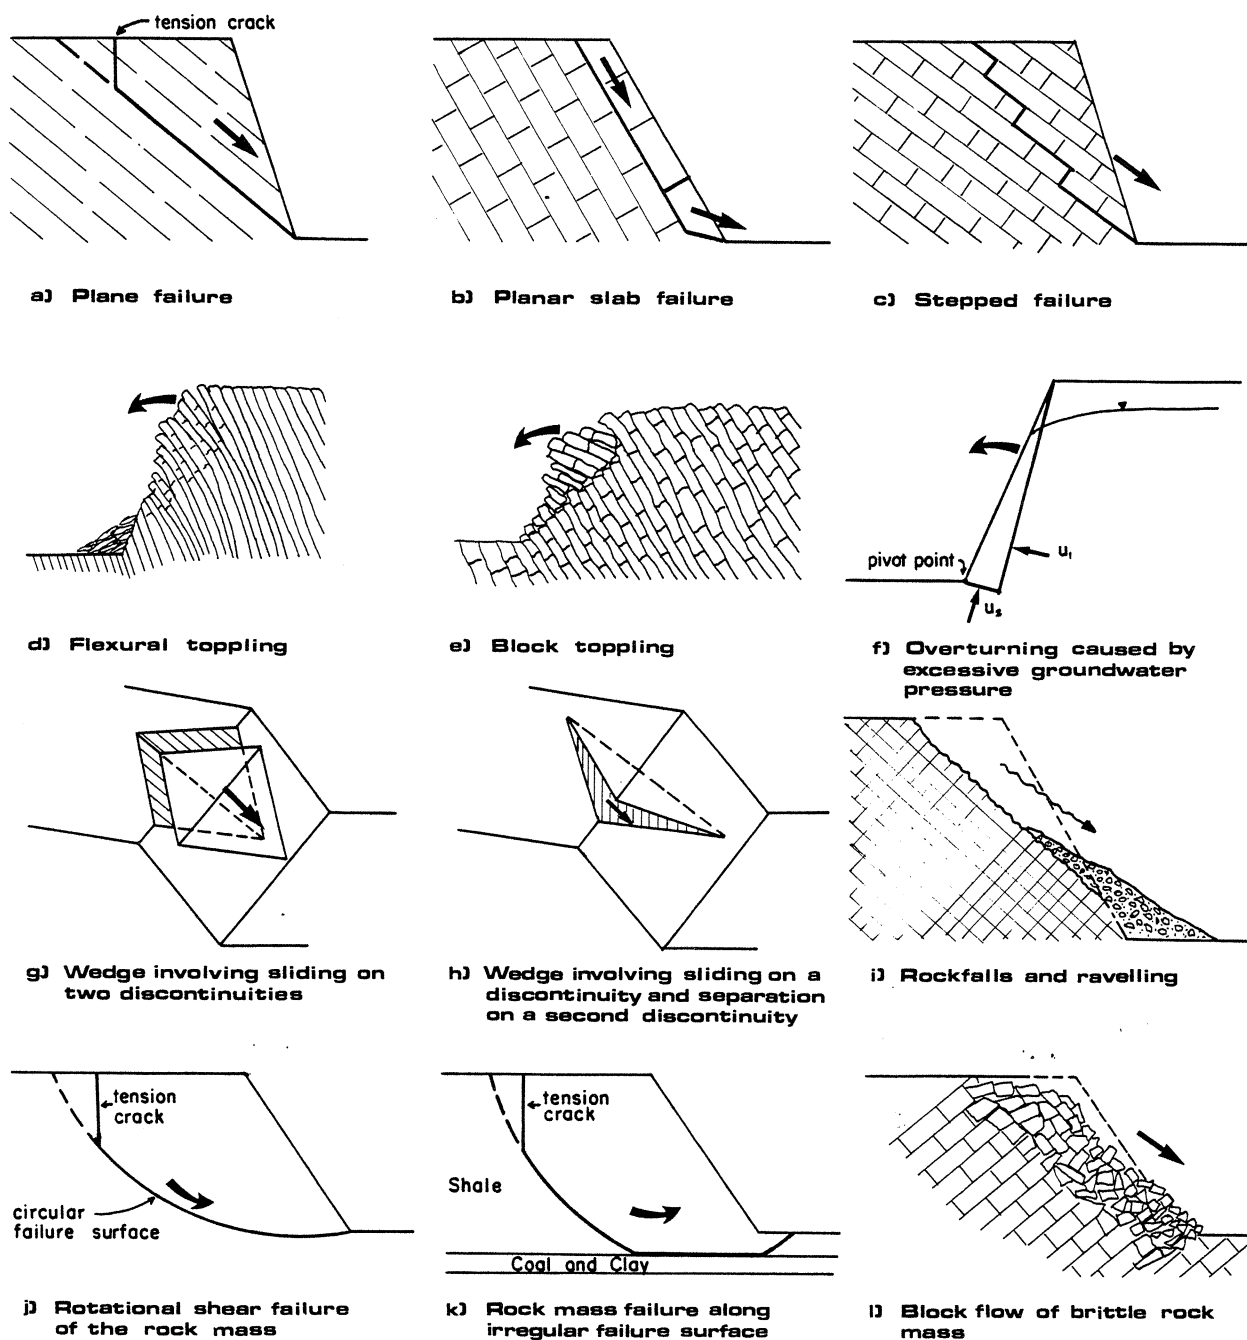 tension crack
a) Plane failure
b) Planar slab failure
c) Stepped failure
d) Flexural toppling
e) Block toppling
pivot point
u₁
u₂
f) Overturning caused by
excessive groundwater
pressure
g) Wedge involving sliding on
two discontinuities
h) Wedge involving sliding on a
discontinuity and separation
on a second discontinuity
i) Rockfalls and ravelling
tension
crack
circular
failure surface
j) Rotational shear failure
of the rock mass
tension
crack
Shale
Coal and Clay
k) Rock mass failure along
irregular failure surface
l) Block flow of brittle rock
mass